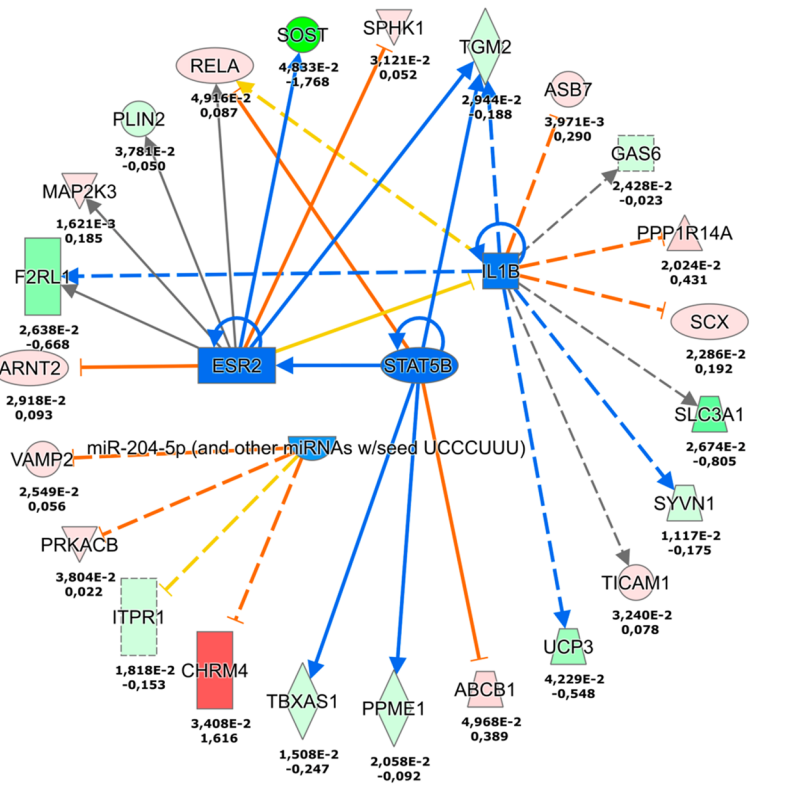 SOST
4,833E-2
-1,768
SPHK1
3,121E-2
0,052
TGM2
2,944E-2
-0,188
RELA
4,916E-2
0,087
ASB7
3,971E-3
0,290
PLIN2
3,781E-2
-0,050
GAS6
2,428E-2
-0,023
MAP2K3
1,621E-3
0,185
PPP1R14A
2,024E-2
0,431
F2RL1
2,638E-2
-0,668
IL1B
SCX
2,286E-2
0,192
ARNT2
2,918E-2
0,093
ESR2
STAT5B
SLC3A1
2,674E-2
-0,805
miR-204-5p (and other miRNAs w/seed UCCCUUU)
VAMP2
2,549E-2
0,056
SYVN1
1,117E-2
-0,175
PRKACB
3,804E-2
0,022
TICAM1
3,240E-2
0,078
ITPR1
1,818E-2
-0,153
UCP3
4,229E-2
-0,548
CHRM4
3,408E-2
1,616
TBXAS1
1,508E-2
-0,247
PPME1
2,058E-2
-0,092
ABCB1
4,968E-2
0,389